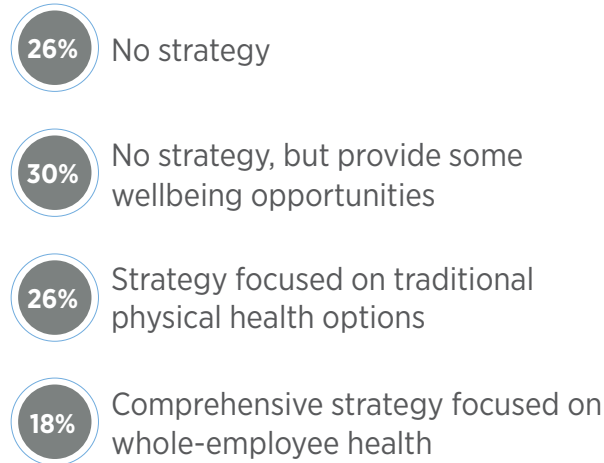 26% No strategy
30% No strategy, but provide some
wellbeing opportunities
26% Strategy focused on traditional
physical health options
18% Comprehensive strategy focused on
whole-employee health